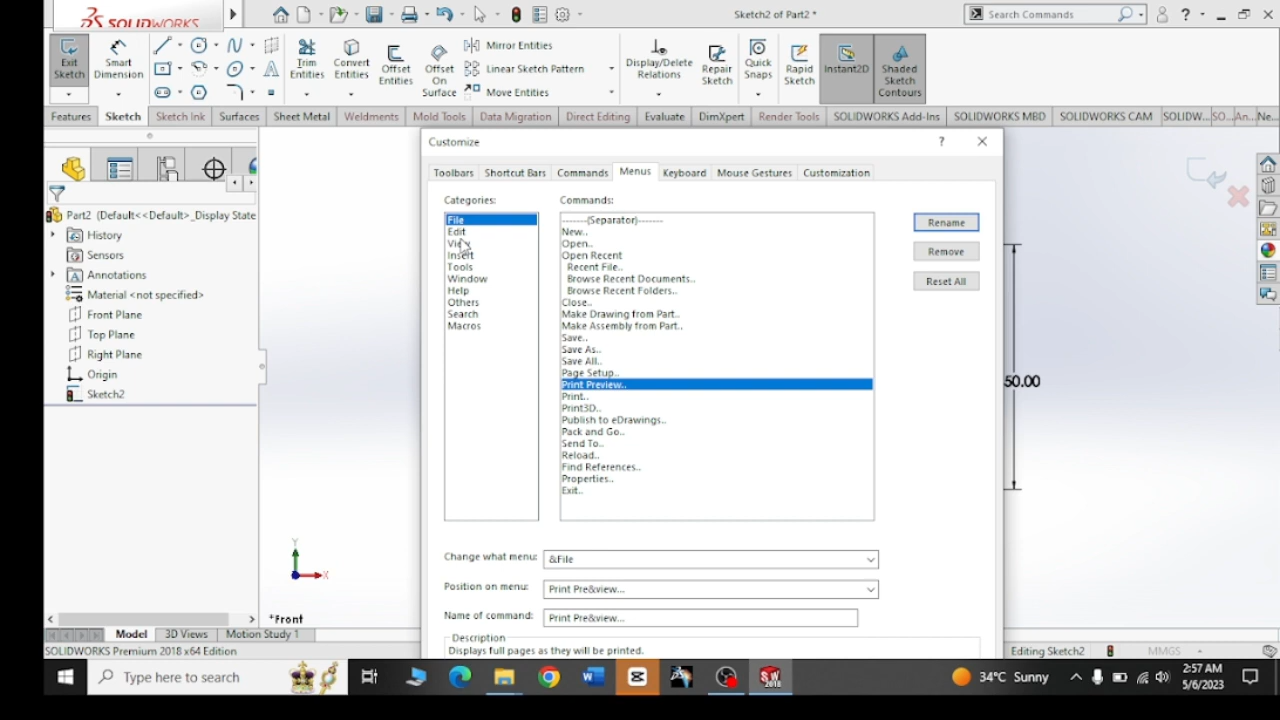 SOLIDWORKS
Sketch2 of Part2 *
Search Commands
?
Exit Sketch
Smart Dimension
Trim Entities
Convert Entities
Offset Entities
Offset On Surface
Mirror Entities
Linear Sketch Pattern
Move Entities
Display/Delete Relations
Repair Sketch
Quick Snaps
Rapid Sketch
Instant2D
Shaded Sketch Contours
Features Sketch Sketch Ink Surfaces Sheet Metal Weldments Mold Tools Data Migration Direct Editing Evaluate DimXpert Render Tools SOLIDWORKS Add-Ins SOLIDWORKS MBD SOLIDWORKS CAM SOLIDW... SO... An... Ne...
Part2 (Default<<Default>_Display State
History
Sensors
Annotations
Material <not specified>
Front Plane
Top Plane
Right Plane
Origin
Sketch2
Customize
?
Toolbars Shortcut Bars Commands Menus Keyboard Mouse Gestures Customization
Categories:
File
Edit
View
Insert
Tools
Window
Help
Others
Search
Macros
Commands:
-------(Separator)-------
New..
Open..
Open Recent
Recent File..
Browse Recent Documents..
Browse Recent Folders..
Close..
Make Drawing from Part..
Make Assembly from Part..
Save..
Save As..
Save All..
Page Setup..
Print Preview..
Print..
Print3D..
Publish to eDrawings..
Pack and Go..
Send To..
Reload..
Find References..
Properties..
Exit..
Rename
Remove
Reset All
Change what menu: &File
Position on menu: Print Pre&view...
Name of command: Print Pre&view...
Description
Displays full pages as they will be printed.
50.00
Y
X
*Front
Model 3D Views Motion Study 1
SOLIDWORKS Premium 2018 x64 Edition
Editing Sketch2
MMGS
Type here to search
34°C Sunny
2:57 AM
5/6/2023